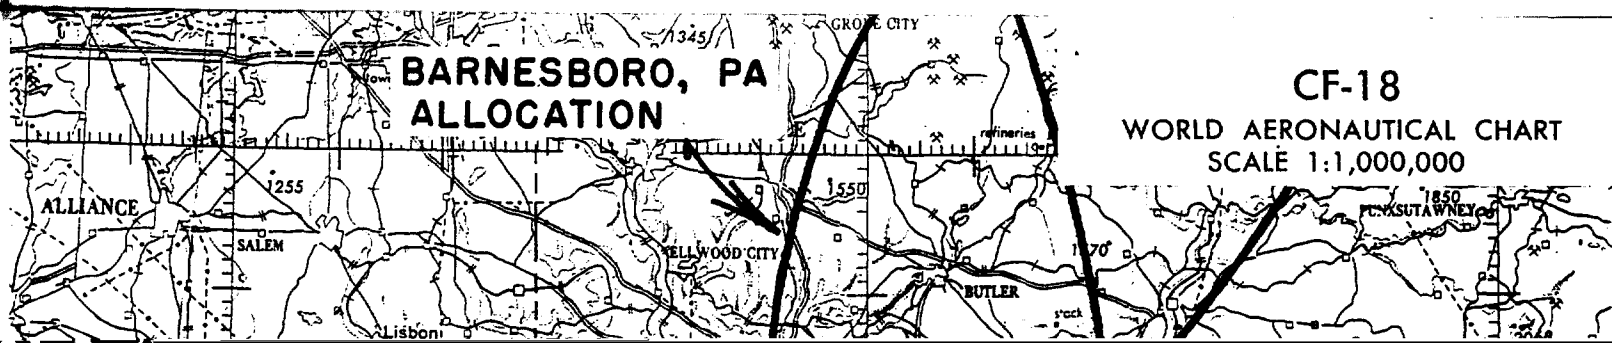 GROVE CITY
1345
BARNESBORO, PA
ALLOCATION
CF-18
WORLD AERONAUTICAL CHART
SCALE 1:1,000,000
refineries
1255
1550
1850
ALLIANCE
PUNXSUTAWNEY
SALEM
ELLWOOD CITY
BUTLER
stack
Lisbon